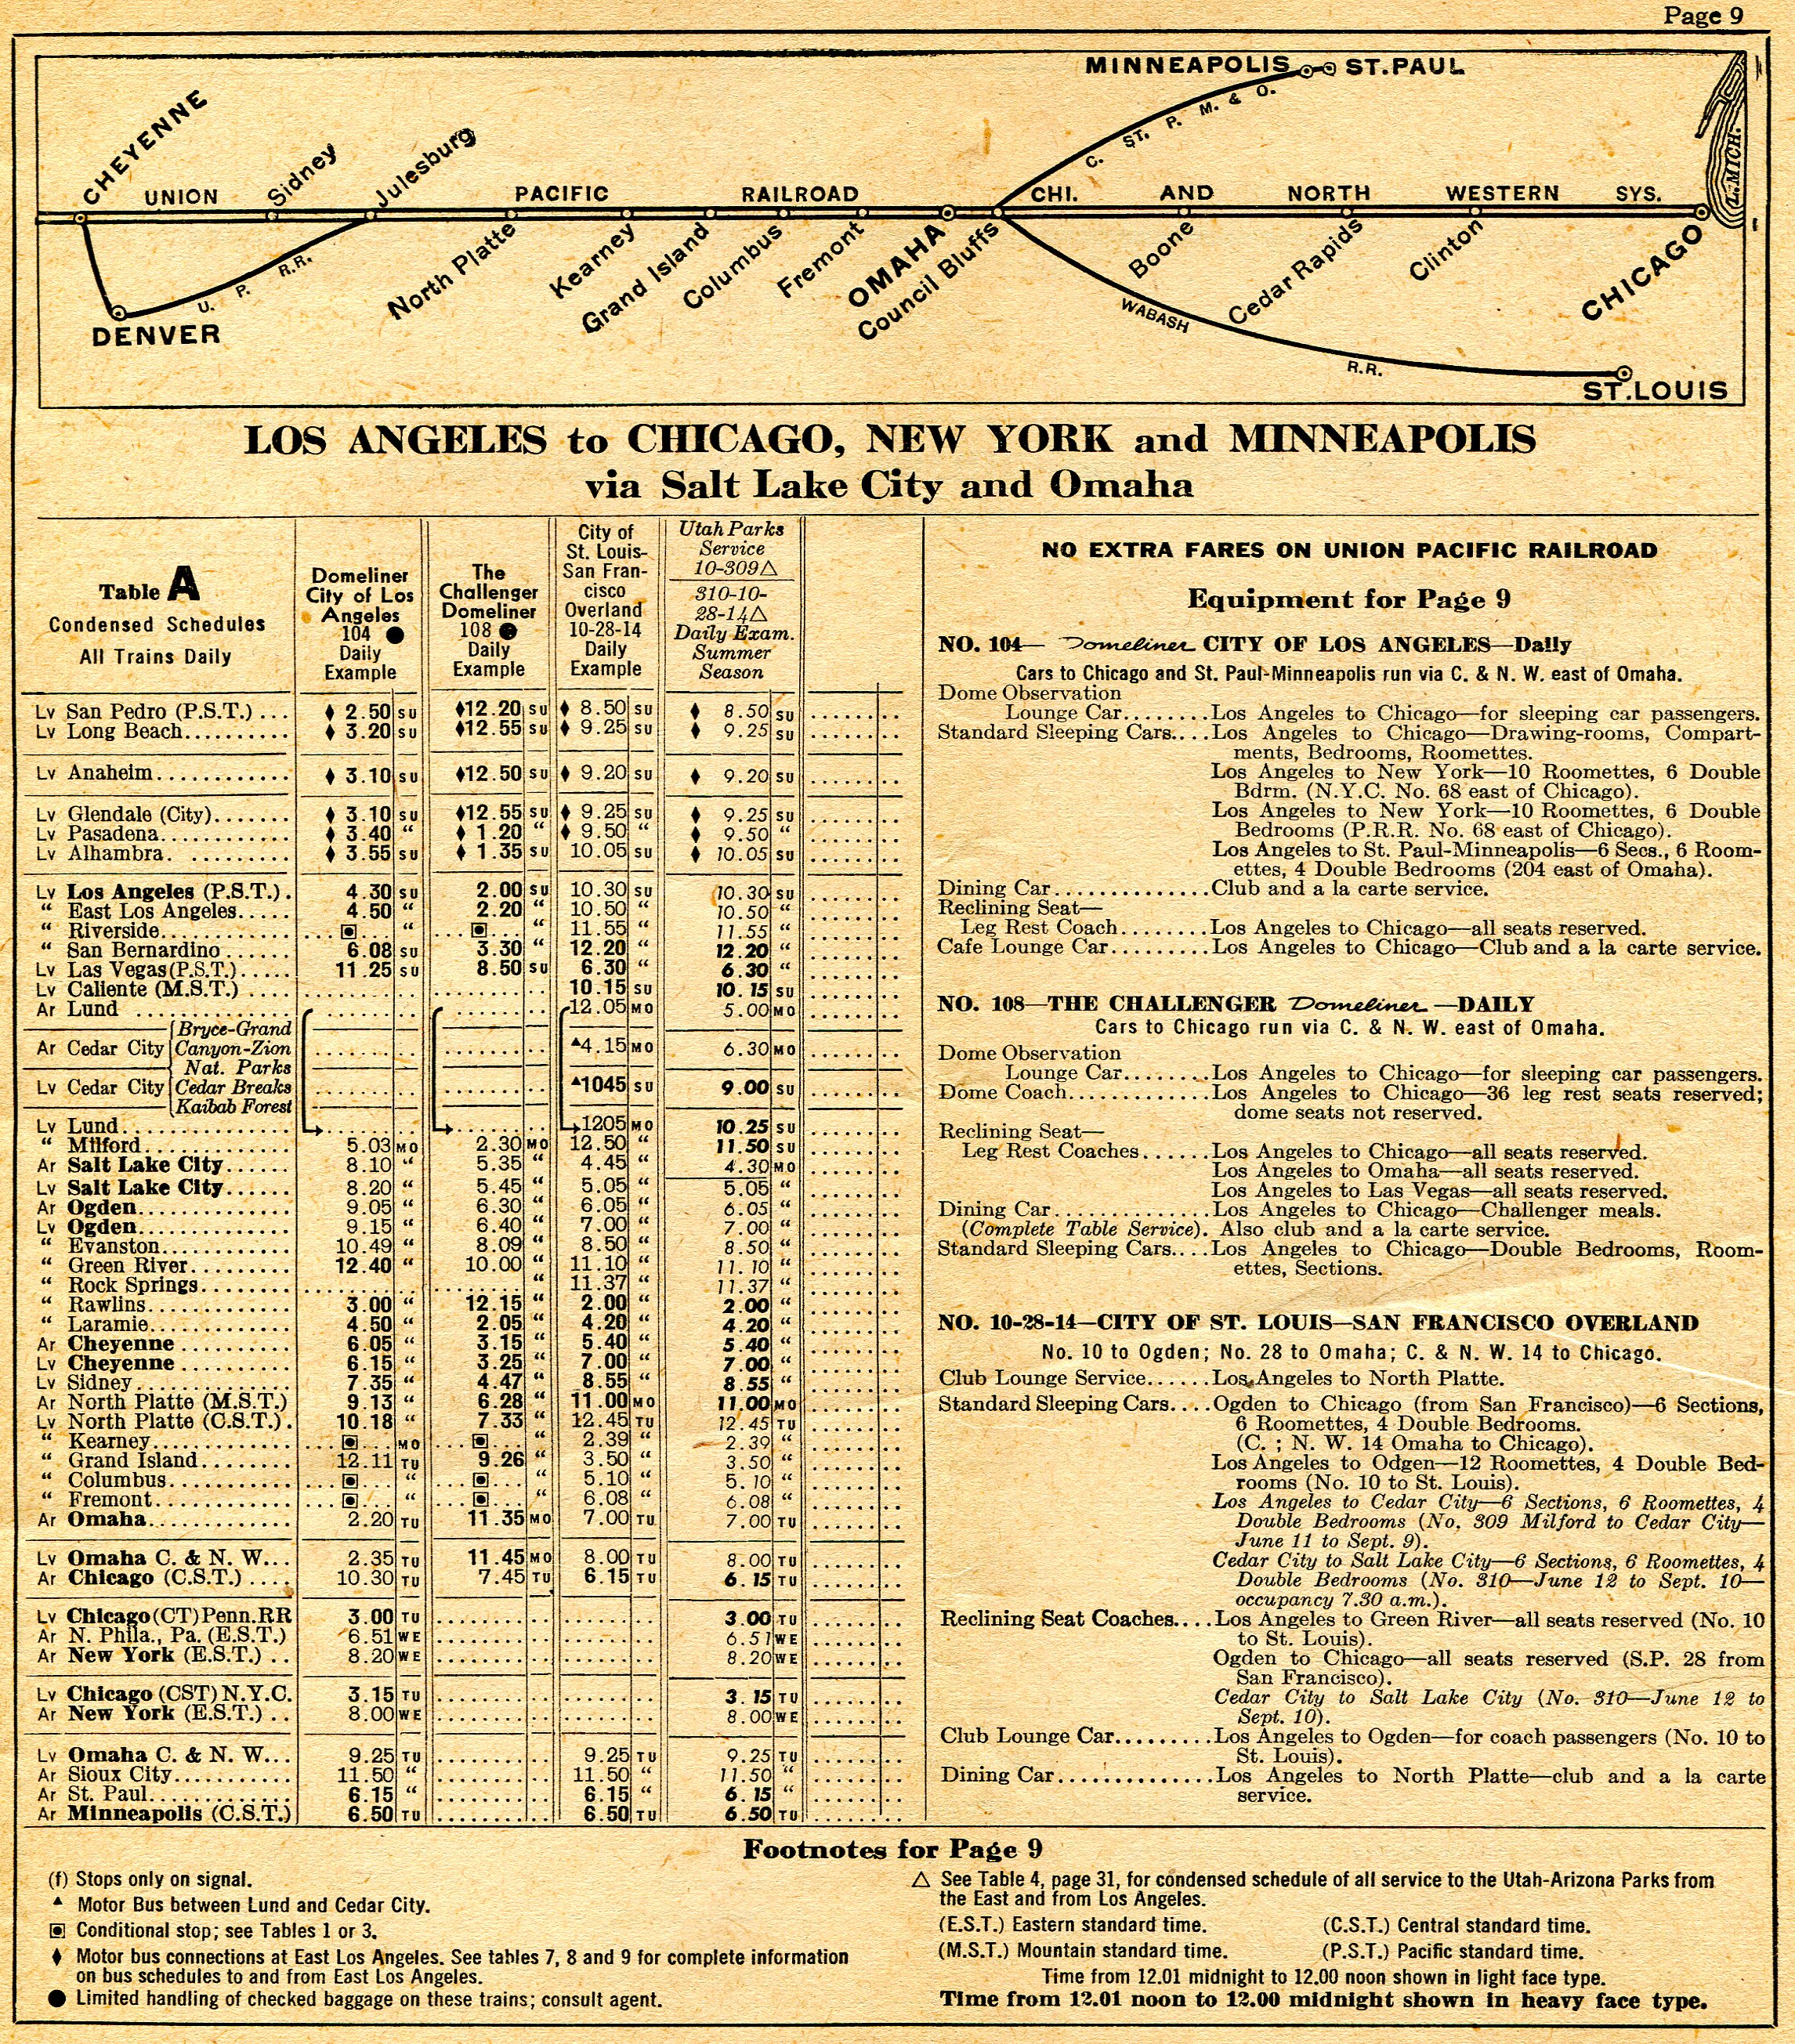 Page 9
MINNEAPOLIS ST. PAUL
C. ST. P. M. & O.
CHEYENNE
Sidney
Julesburg
UNION PACIFIC RAILROAD CHI. AND NORTH WESTERN SYS.
L. MICH.
U. P. R.R.
DENVER
North Platte
Kearney
Grand Island
Columbus
Fremont
OMAHA
Council Bluffs
Boone
Cedar Rapids
Clinton
CHICAGO
WABASH R.R.
ST. LOUIS
LOS ANGELES to CHICAGO, NEW YORK and MINNEAPOLIS
via Salt Lake City and Omaha
Table A
Condensed Schedules
All Trains Daily
Domeliner
City of Los
Angeles
104 ●
Daily
Example
The
Challenger
Domeliner
108 ●
Daily
Example
City of
St. Louis-
San Fran-
cisco
Overland
10-28-14
Daily
Example
Utah Parks
Service
10-309△
310-10-
28-14△
Daily Exam.
Summer
Season
Lv San Pedro (P.S.T.) ... ♦ 2.50 SU ♦12.20 SU ♦ 8.50 SU ♦ 8.50 SU
Lv Long Beach.......... ♦ 3.20 SU ♦12.55 SU ♦ 9.25 SU ♦ 9.25 SU
Lv Anaheim............ ♦ 3.10 SU ♦12.50 SU ♦ 9.20 SU ♦ 9.20 SU
Lv Glendale (City)....... ♦ 3.10 SU ♦12.55 SU ♦ 9.25 SU ♦ 9.25 SU
Lv Pasadena............ ♦ 3.40 “ ♦ 1.20 “ ♦ 9.50 “ ♦ 9.50 “
Lv Alhambra. ......... ♦ 3.55 SU ♦ 1.35 SU 10.05 SU ♦ 10.05 SU
Lv Los Angeles (P.S.T.). 4.30 SU 2.00 SU 10.30 SU 10.30 SU
“ East Los Angeles..... 4.50 “ 2.20 “ 10.50 “ 10.50 “
“ Riverside............ ...▣... “ ...▣... “ 11.55 “ 11.55 “
“ San Bernardino ...... 6.08 SU 3.30 “ 12.20 “ 12.20 “
Lv Las Vegas (P.S.T.)..... 11.25 SU 8.50 SU 6.30 “ 6.30 “
Lv Caliente (M.S.T.) .... .......... .......... 10.15 SU 10.15 SU
Ar Lund ............. .......... .......... 12.05 MO 5.00 MO
Bryce-Grand
Ar Cedar City Canyon-Zion .......... .......... ▲4.15 MO 6.30 MO
Nat. Parks
Lv Cedar City Cedar Breaks .......... .......... ▲1045 SU 9.00 SU
Kaibab Forest
Lv Lund.............. .......... .......... 1205 MO 10.25 SU
“ Milford............. 5.03 MO 2.30 MO 12.50 “ 11.50 SU
Ar Salt Lake City...... 8.10 “ 5.35 “ 4.45 “ 4.30 MO
Lv Salt Lake City...... 8.20 “ 5.45 “ 5.05 “ 5.05 “
Ar Ogden............. 9.05 “ 6.30 “ 6.05 “ 6.05 “
Lv Ogden............. 9.15 “ 6.40 “ 7.00 “ 7.00 “
“ Evanston............ 10.49 “ 8.09 “ 8.50 “ 8.50 “
“ Green River......... 12.40 “ 10.00 “ 11.10 “ 11.10 “
“ Rock Springs........ .......... .......... “ 11.37 “ 11.37 “
“ Rawlins............. 3.00 “ 12.15 “ 2.00 “ 2.00 “
“ Laramie............. 4.50 “ 2.05 “ 4.20 “ 4.20 “
Ar Cheyenne .......... 6.05 “ 3.15 “ 5.40 “ 5.40 “
Lv Cheyenne .......... 6.15 “ 3.25 “ 7.00 “ 7.00 “
Lv Sidney.............. 7.35 “ 4.47 “ 8.55 “ 8.55 “
Ar North Platte (M.S.T.) 9.13 “ 6.28 “ 11.00 MO 11.00 MO
Lv North Platte (C.S.T.). 10.18 “ 7.33 “ 12.45 TU 12.45 TU
“ Kearney............. ...▣... MO ...▣... “ 2.39 “ 2.39 “
“ Grand Island........ 12.11 TU 9.26 “ 3.50 “ 3.50 “
“ Columbus........... ...▣... “ ...▣... “ 5.10 “ 5.10 “
“ Fremont............ ...▣... “ ...▣... “ 6.08 “ 6.08 “
Ar Omaha............. 2.20 TU 11.35 MO 7.00 TU 7.00 TU
Lv Omaha C. & N. W... 2.35 TU 11.45 MO 8.00 TU 8.00 TU
Ar Chicago (C.S.T.) .... 10.30 TU 7.45 TU 6.15 TU 6.15 TU
Lv Chicago (CT) Penn.RR 3.00 TU .......... .......... 3.00 TU
Ar N. Phila., Pa. (E.S.T.) 6.51 WE .......... .......... 6.51 WE
Ar New York (E.S.T.) .. 8.20 WE .......... .......... 8.20 WE
Lv Chicago (CST) N.Y.C. 3.15 TU .......... .......... 3.15 TU
Ar New York (E.S.T.) .. 8.00 WE .......... .......... 8.00 WE
Lv Omaha C. & N. W... 9.25 TU .......... 9.25 TU 9.25 TU
Ar Sioux City........... 11.50 “ .......... 11.50 “ 11.50 “
Ar St. Paul............. 6.15 “ .......... 6.15 “ 6.15 “
Ar Minneapolis (C.S.T.) 6.50 TU .......... 6.50 TU 6.50 TU
NO EXTRA FARES ON UNION PACIFIC RAILROAD
Equipment for Page 9
NO. 104— Domeliner CITY OF LOS ANGELES—Daily
Cars to Chicago and St. Paul-Minneapolis run via C. & N. W. east of Omaha.
Dome Observation
Lounge Car........Los Angeles to Chicago—for sleeping car passengers.
Standard Sleeping Cars....Los Angeles to Chicago—Drawing-rooms, Compart-
ments, Bedrooms, Roomettes.
Los Angeles to New York—10 Roomettes, 6 Double
Bdrm. (N.Y.C. No. 68 east of Chicago).
Los Angeles to New York—10 Roomettes, 6 Double
Bedrooms (P.R.R. No. 68 east of Chicago).
Los Angeles to St. Paul-Minneapolis—6 Secs., 6 Room-
ettes, 4 Double Bedrooms (204 east of Omaha).
Dining Car..............Club and a la carte service.
Reclining Seat—
Leg Rest Coach........Los Angeles to Chicago—all seats reserved.
Cafe Lounge Car.........Los Angeles to Chicago—Club and a la carte service.
NO. 108—THE CHALLENGER Domeliner —DAILY
Cars to Chicago run via C. & N. W. east of Omaha.
Dome Observation
Lounge Car........Los Angeles to Chicago—for sleeping car passengers.
Dome Coach.............Los Angeles to Chicago—36 leg rest seats reserved;
dome seats not reserved.
Reclining Seat—
Leg Rest Coaches......Los Angeles to Chicago—all seats reserved.
Los Angeles to Omaha—all seats reserved.
Los Angeles to Las Vegas—all seats reserved.
Dining Car..............Los Angeles to Chicago—Challenger meals.
(Complete Table Service). Also club and a la carte service.
Standard Sleeping Cars....Los Angeles to Chicago—Double Bedrooms, Room-
ettes, Sections.
NO. 10-28-14—CITY OF ST. LOUIS—SAN FRANCISCO OVERLAND
No. 10 to Ogden; No. 28 to Omaha; C. & N. W. 14 to Chicago.
Club Lounge Service......Los Angeles to North Platte.
Standard Sleeping Cars....Ogden to Chicago (from San Francisco)—6 Sections,
6 Roomettes, 4 Double Bedrooms.
(C. ; N. W. 14 Omaha to Chicago).
Los Angeles to Odgen—12 Roomettes, 4 Double Bed-
rooms (No. 10 to St. Louis).
Los Angeles to Cedar City—6 Sections, 6 Roomettes, 4
Double Bedrooms (No. 309 Milford to Cedar City—
June 11 to Sept. 9).
Cedar City to Salt Lake City—6 Sections, 6 Roomettes, 4
Double Bedrooms (No. 310—June 12 to Sept. 10—
occupancy 7.30 a.m.).
Reclining Seat Coaches....Los Angeles to Green River—all seats reserved (No. 10
to St. Louis).
Ogden to Chicago—all seats reserved (S.P. 28 from
San Francisco).
Cedar City to Salt Lake City (No. 310—June 12 to
Sept. 10).
Club Lounge Car.........Los Angeles to Ogden—for coach passengers (No. 10 to
St. Louis).
Dining Car...............Los Angeles to North Platte—club and a la carte
service.
Footnotes for Page 9
(f) Stops only on signal.
▲ Motor Bus between Lund and Cedar City.
▣ Conditional stop; see Tables 1 or 3.
♦ Motor bus connections at East Los Angeles. See tables 7, 8 and 9 for complete information
on bus schedules to and from East Los Angeles.
● Limited handling of checked baggage on these trains; consult agent.
△ See Table 4, page 31, for condensed schedule of all service to the Utah-Arizona Parks from
the East and from Los Angeles.
(E.S.T.) Eastern standard time. (C.S.T.) Central standard time.
(M.S.T.) Mountain standard time. (P.S.T.) Pacific standard time.
Time from 12.01 midnight to 12.00 noon shown in light face type.
Time from 12.01 noon to 12.00 midnight shown in heavy face type.